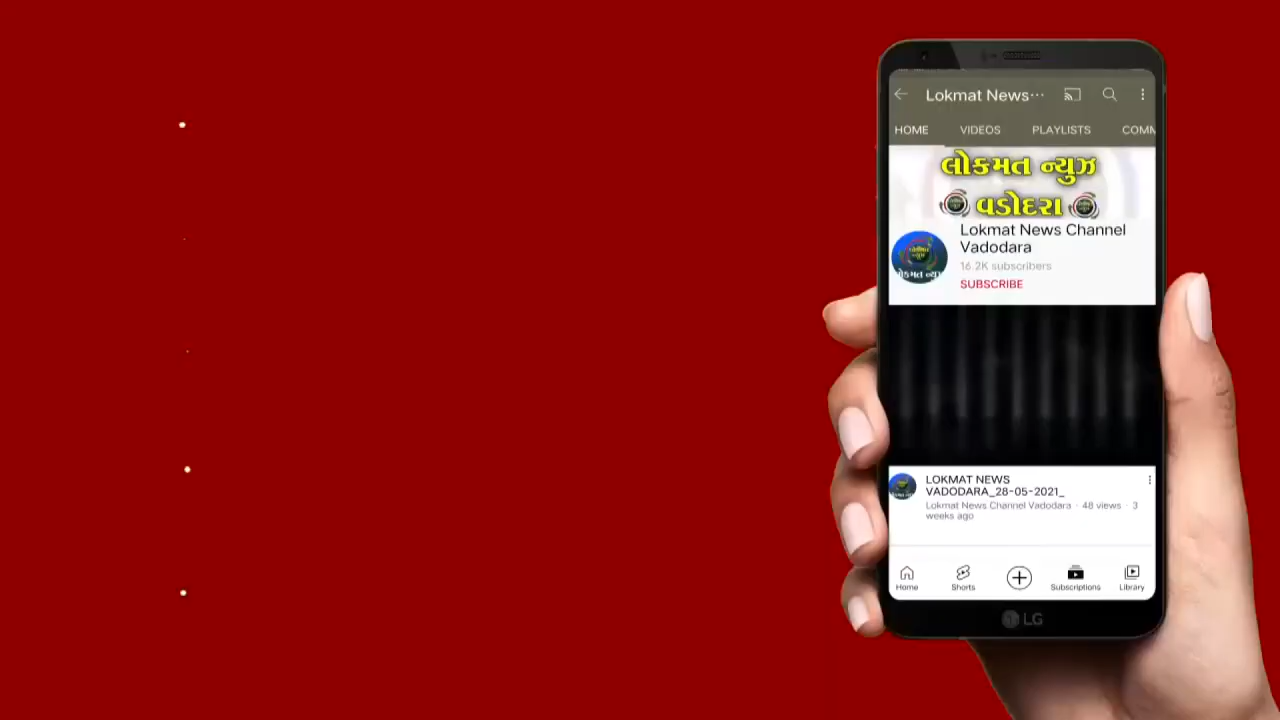 Lokmat News···
HOME VIDEOS PLAYLISTS COMM
લોકમત ન્યુઝ
વડોદરા
Lokmat News Channel
Vadodara
16.2K subscribers
SUBSCRIBE
LOKMAT NEWS
VADODARA_28-05-2021_
Lokmat News Channel Vadodara · 48 views · 3
weeks ago
Home Shorts Subscriptions Library
LG